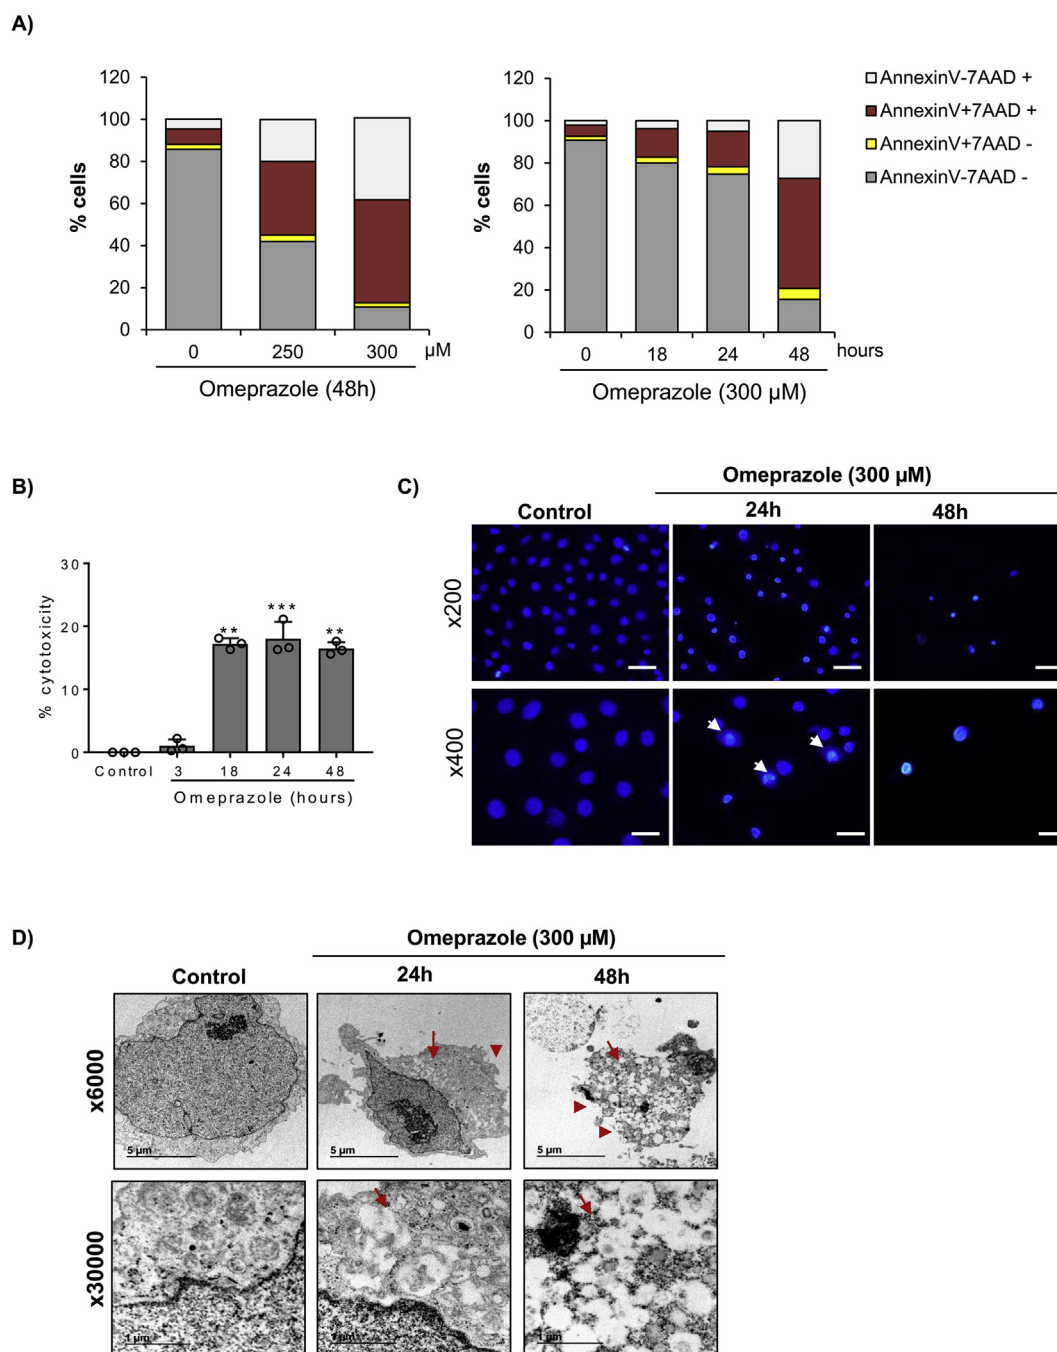 A)
120
100
80
60
40
20
0
% cells
0 250 300 µM
Omeprazole (48h)
120
100
80
60
40
20
0
% cells
0 18 24 48 hours
Omeprazole (300 µM)
AnnexinV-7AAD +
AnnexinV+7AAD +
AnnexinV+7AAD -
AnnexinV-7AAD -
B)
30
20
10
0
% cytotoxicity
** *** **
Control 3 18 24 48
Omeprazole (hours)
C)
Omeprazole (300 µM)
Control 24h 48h
x200
x400
D)
Omeprazole (300 µM)
Control 24h 48h
x6000
5 µm 5 µm 5 µm
x30000
1 µm 1 µm 1 µm